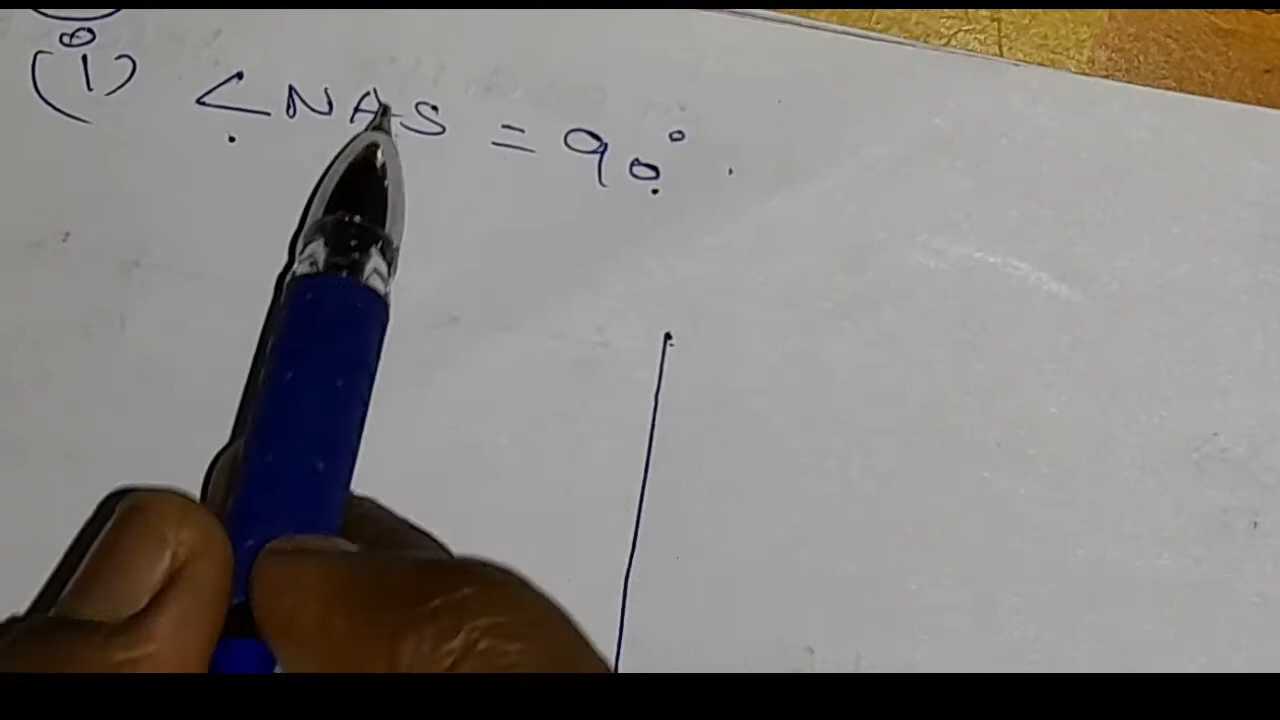 (i) <NAS = 90°.